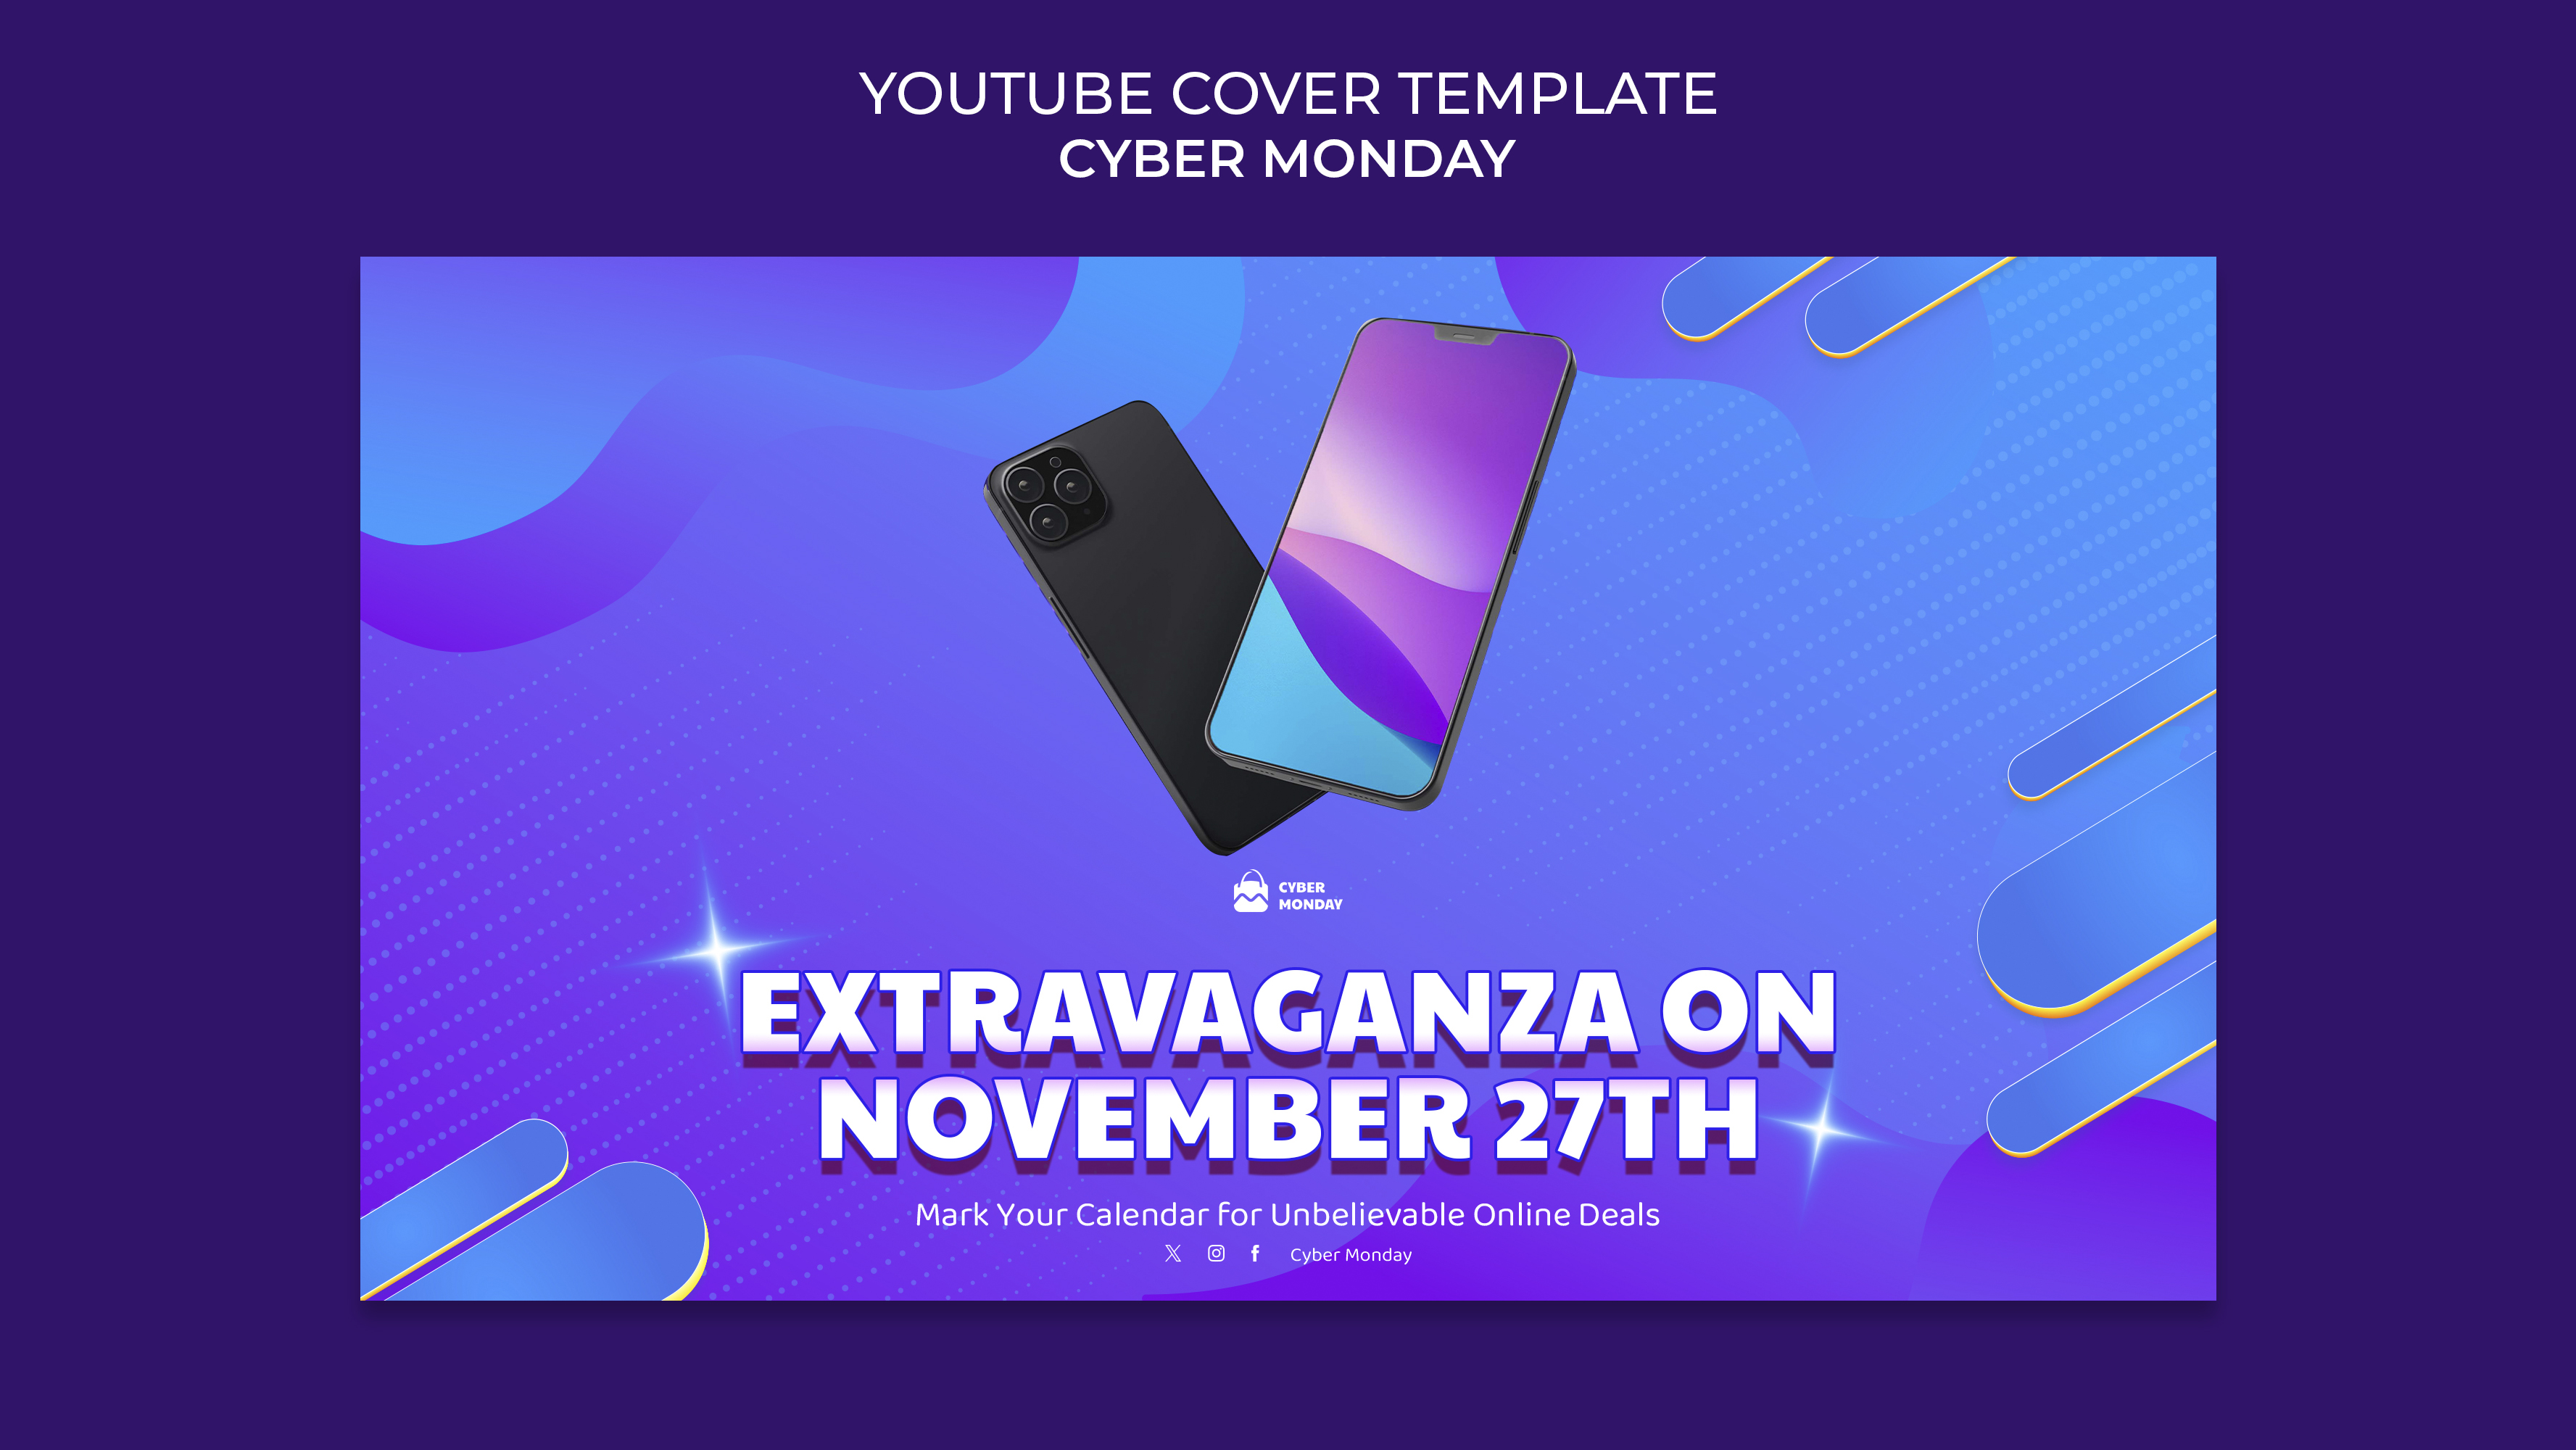 YOUTUBE COVER TEMPLATE
CYBER MONDAY
CYBER
MONDAY
EXTRAVAGANZA ON
NOVEMBER 27TH
Mark Your Calendar for Unbelievable Online Deals
Cyber Monday